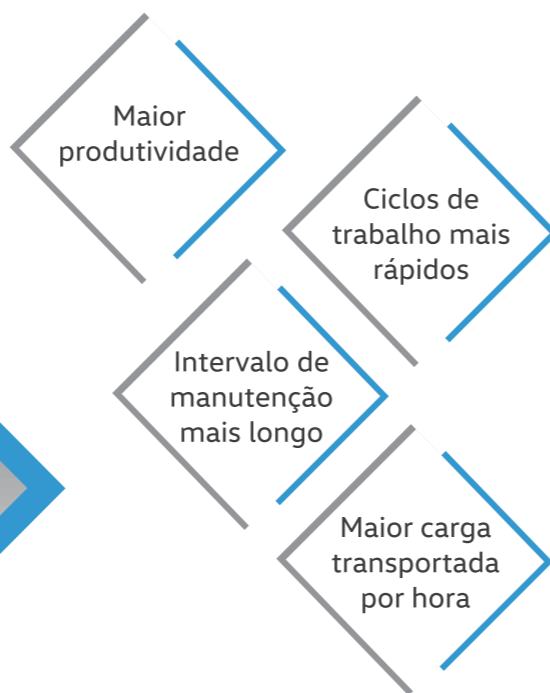 Maior
produtividade
Ciclos de
trabalho mais
rápidos
Intervalo de
manutenção
mais longo
Maior carga
transportada
por hora